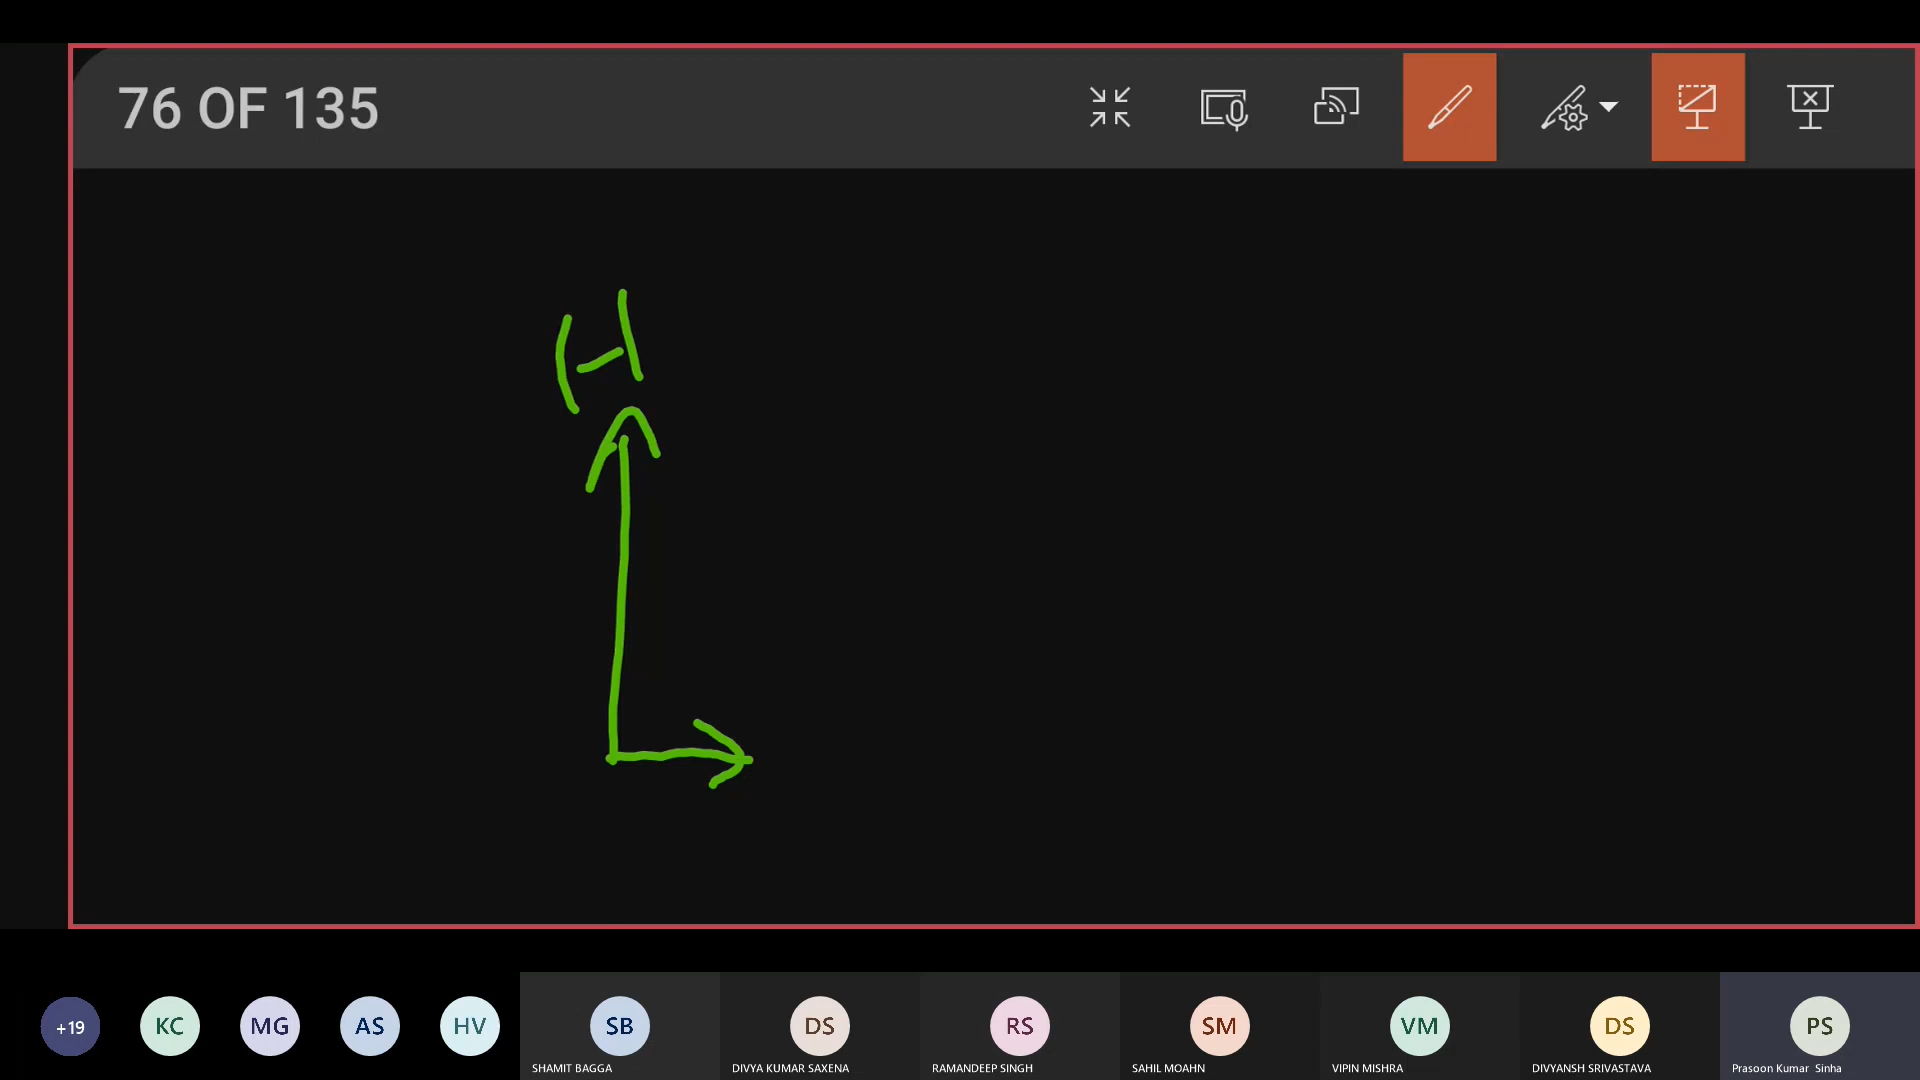 76 OF 135
H
+19 KC MG AS HV SB DS RS SM VM DS PS
SHAMIT BAGGA DIVYA KUMAR SAXENA RAMANDEEP SINGH SAHIL MOAHN VIPIN MISHRA DIVYANSH SRIVASTAVA Prasoon Kumar Sinha